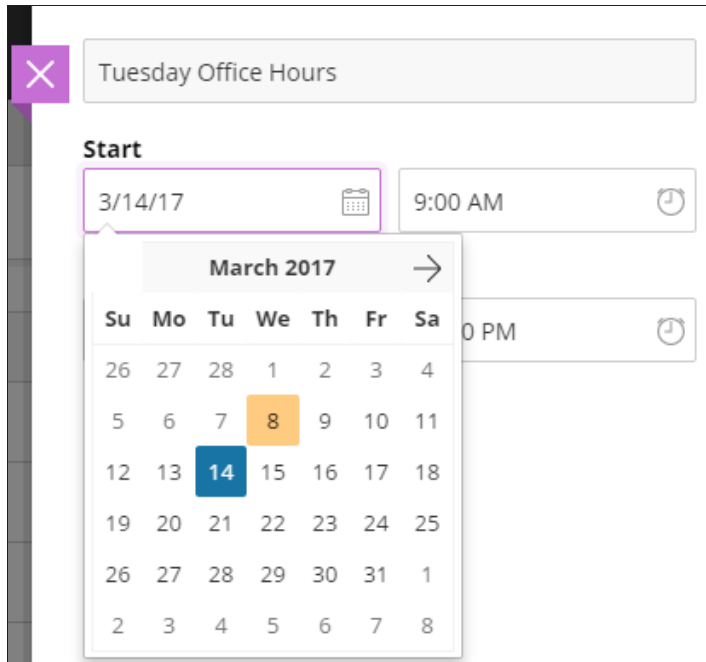 Tuesday Office Hours
Start
3/14/17 9:00 AM
March 2017
Su Mo Tu We Th Fr Sa
0 PM
26 27 28 1 2 3 4
5 6 7 8 9 10 11
12 13 14 15 16 17 18
19 20 21 22 23 24 25
26 27 28 29 30 31 1
2 3 4 5 6 7 8